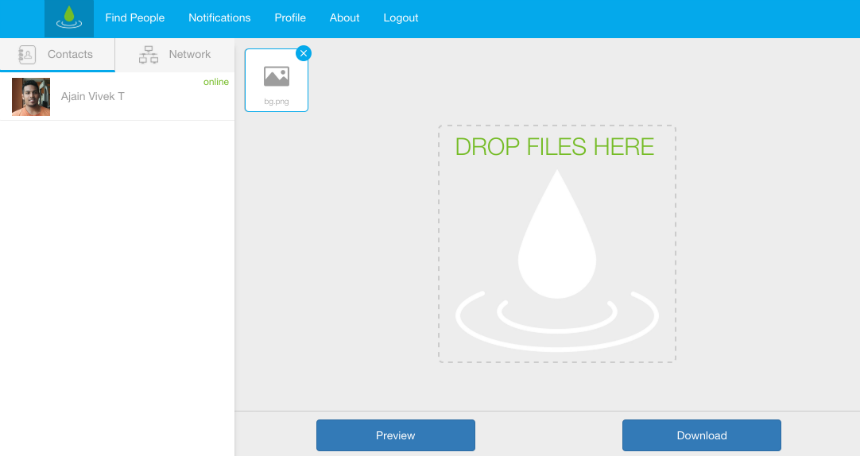 Find People Notifications Profile About Logout
Contacts Network
online
Ajain Vivek T
bg.png
DROP FILES HERE
Preview Download